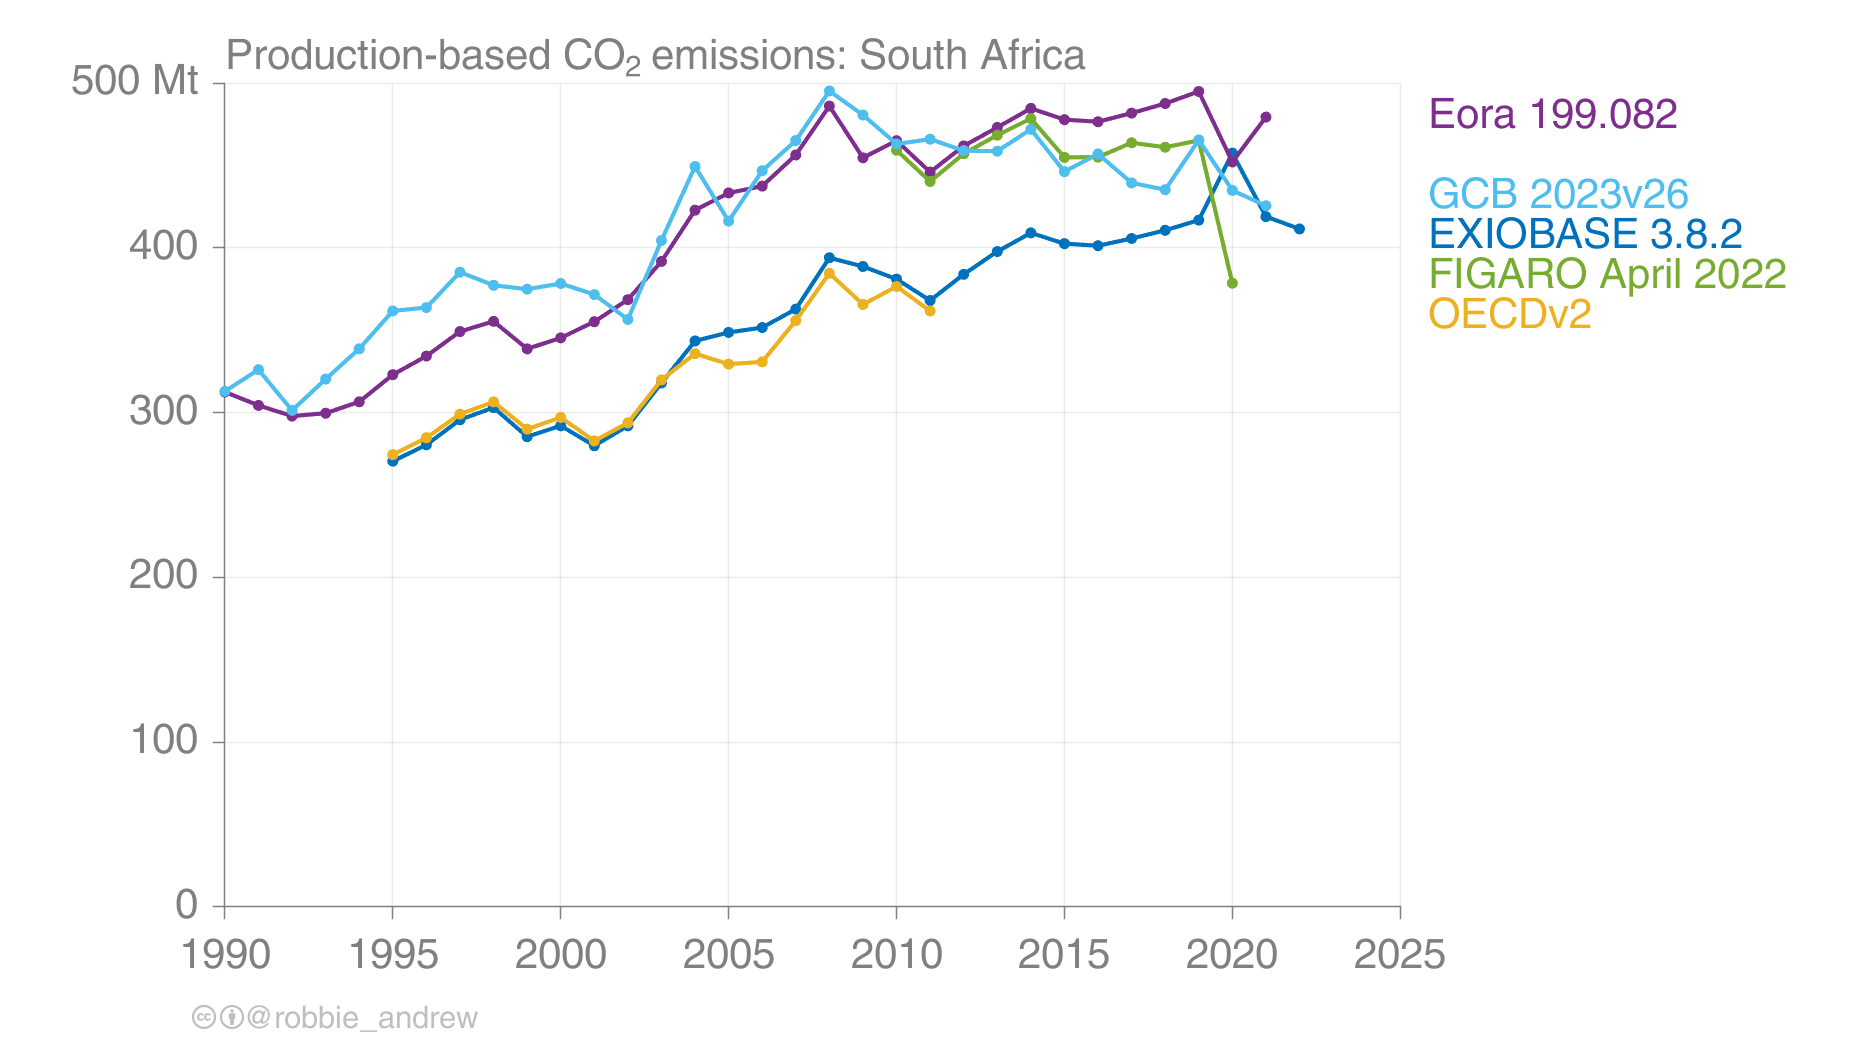 Production-based CO₂ emissions: South Africa
500 Mt
400
300
200
100
0
1990 1995 2000 2005 2010 2015 2020 2025
Eora 199.082
GCB 2023v26
EXIOBASE 3.8.2
FIGARO April 2022
OECDv2
cc @robbie_andrew